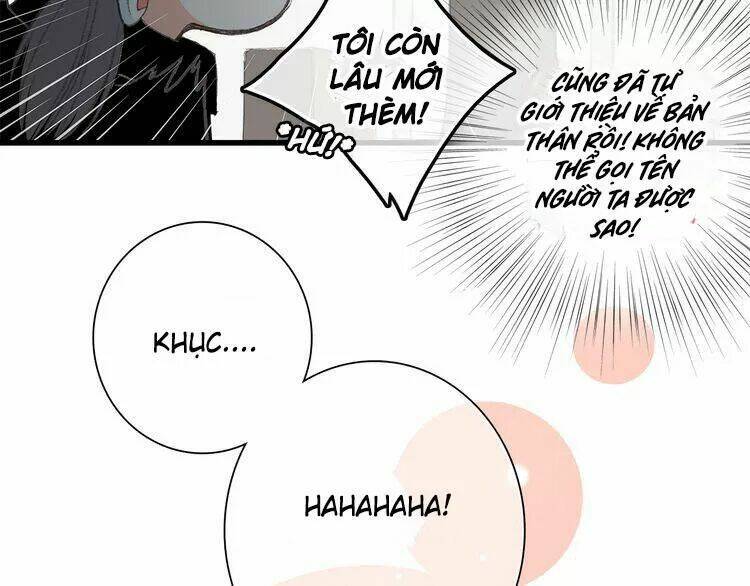 TÔI CÒN
LÂU MỚI
THÈM!
*HỨ!*
CŨNG ĐÃ TỰ
GIỚI THIỆU VỀ BẢN
THÂN RỒI! KHÔNG
THỂ GỌI TÊN
NGƯỜI TA ĐƯỢC
SAO!
KHỤC....
HAHAHAHA!